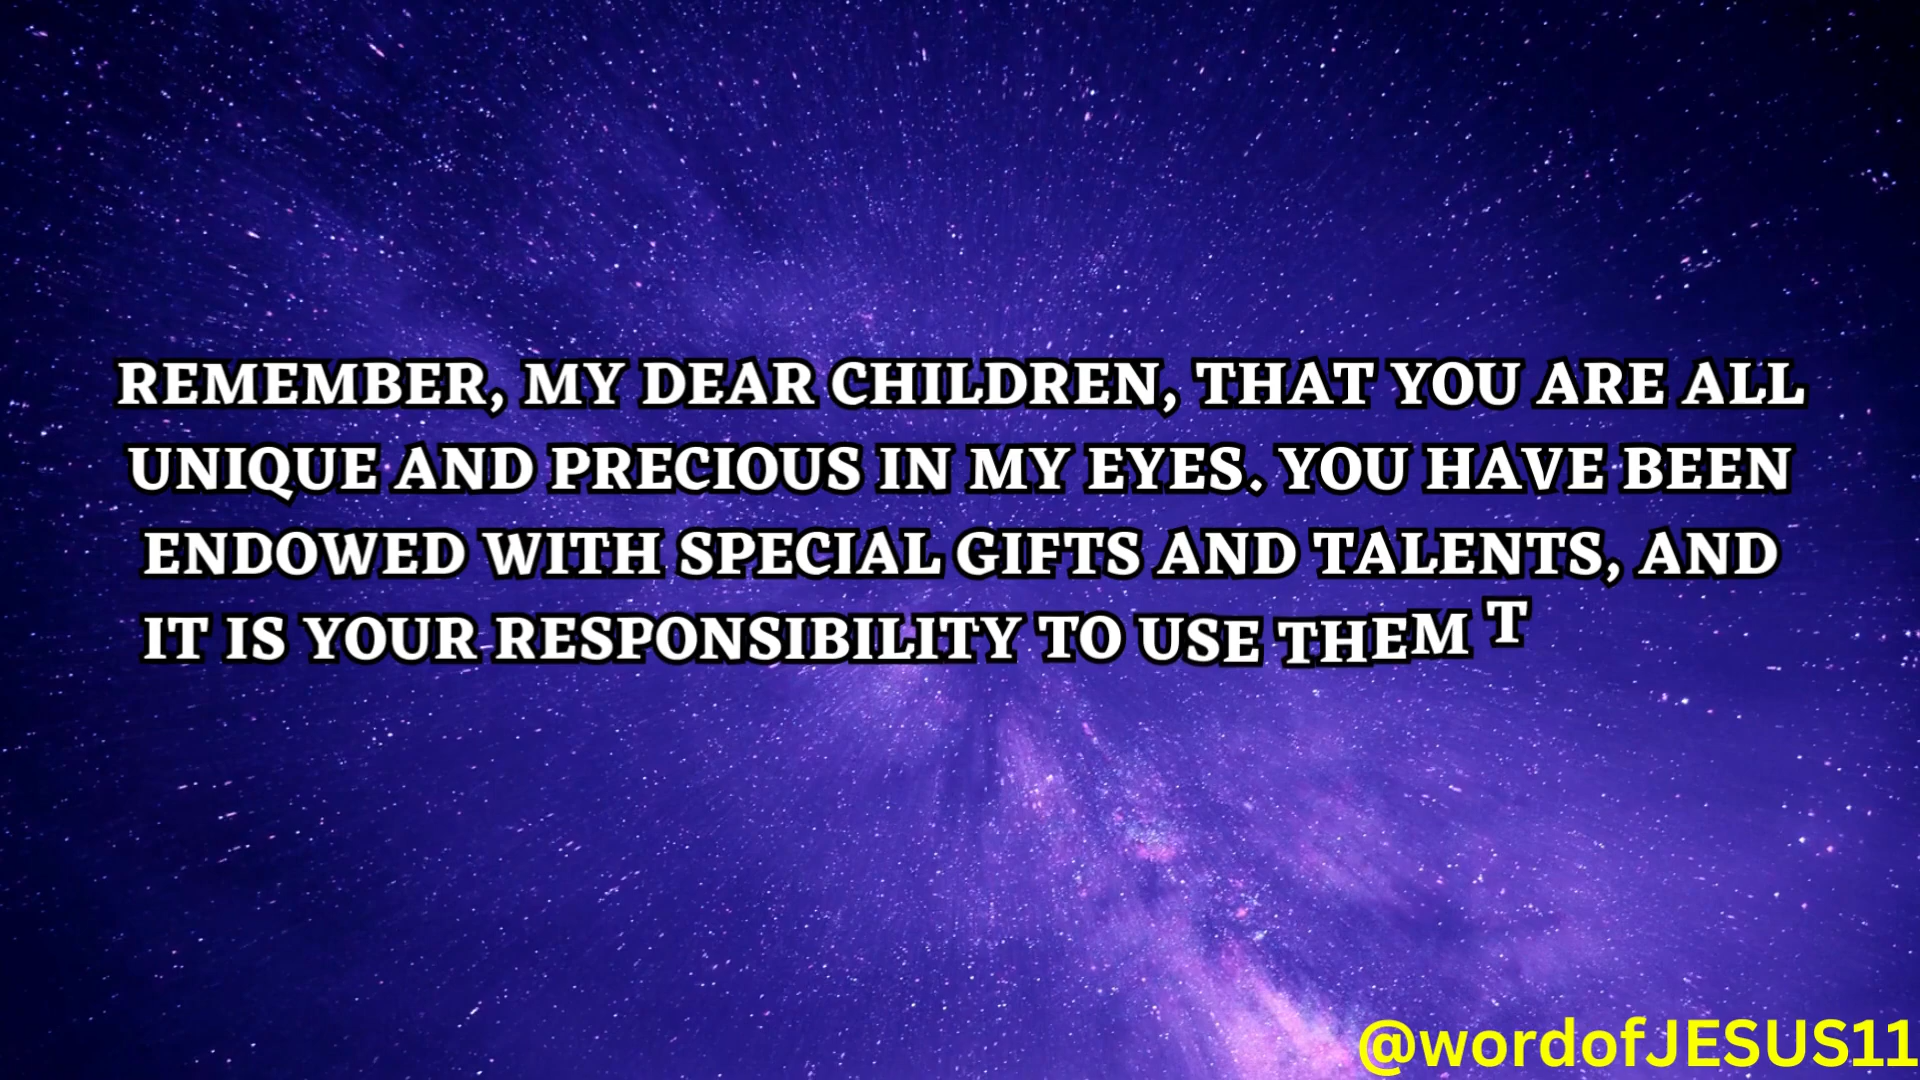 REMEMBER, MY DEAR CHILDREN, THAT YOU ARE ALL
UNIQUE AND PRECIOUS IN MY EYES. YOU HAVE BEEN
ENDOWED WITH SPECIAL GIFTS AND TALENTS, AND
IT IS YOUR RESPONSIBILITY TO USE THEM T
@wordofJESUS11